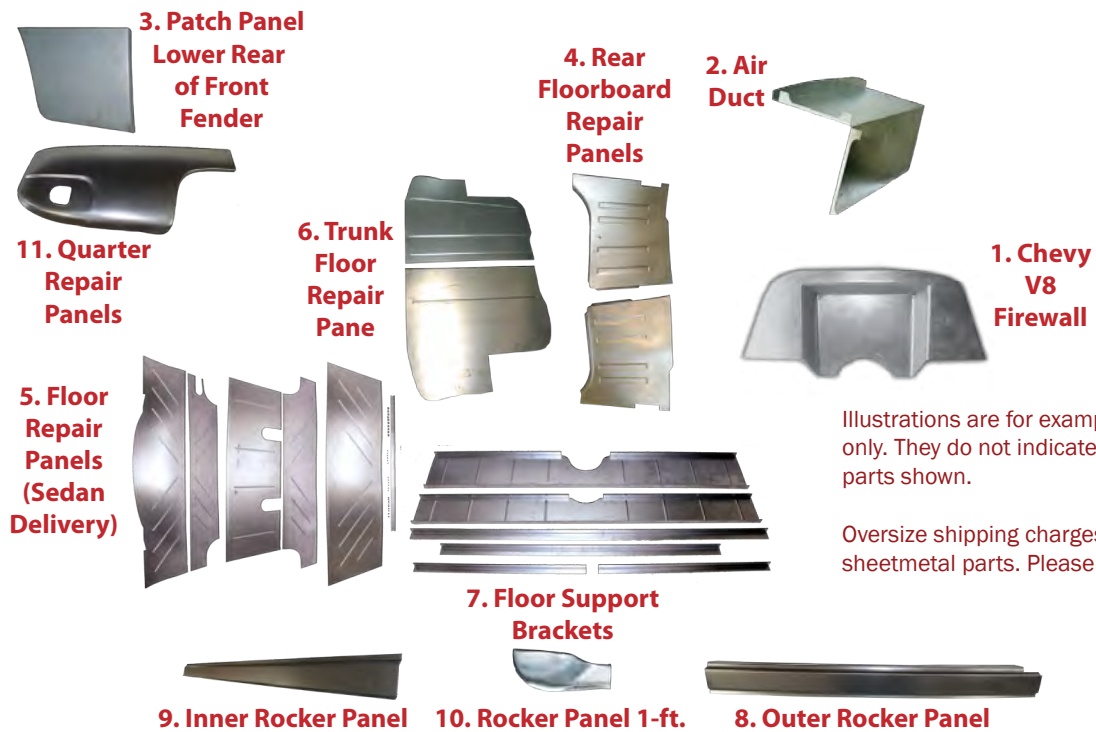 3. Patch Panel
Lower Rear
of Front
Fender
4. Rear
Floorboard
Repair
Panels
2. Air
Duct
11. Quarter
Repair
Panels
6. Trunk
Floor
Repair
Pane
1. Chevy
V8
Firewall
5. Floor
Repair
Panels
(Sedan
Delivery)
Illustrations are for examp
only. They do not indicate
parts shown.
Oversize shipping charges
sheetmetal parts. Please
7. Floor Support
Brackets
9. Inner Rocker Panel
10. Rocker Panel 1-ft.
8. Outer Rocker Panel